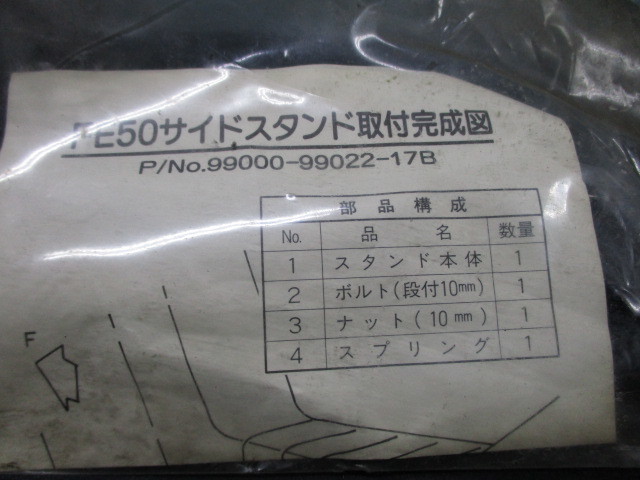 FE50サイドスタンド取付完成図
P/No.99000-99022-17B
部品構成
No. 品名 数量
1 スタンド本体 1
2 ボルト(段付10mm) 1
3 ナット(10mm) 1
4 スプリング 1
F